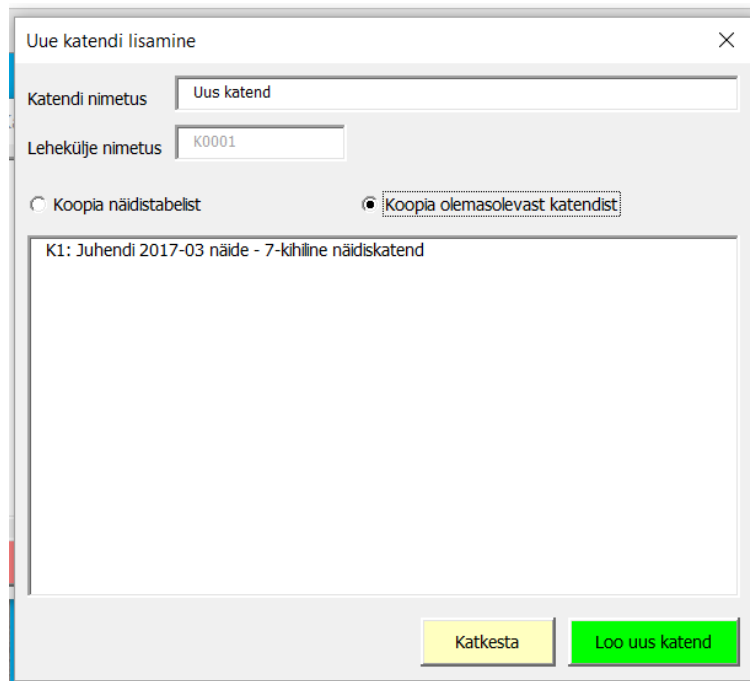 Uue katendi lisamine
Katendi nimetus Uus katend
Lehekülje nimetus K0001
Koopia näidistabelist Koopia olemasolevast katendist
K1: Juhendi 2017-03 näide - 7-kihiline näidiskatend
Katkesta Loo uus katend